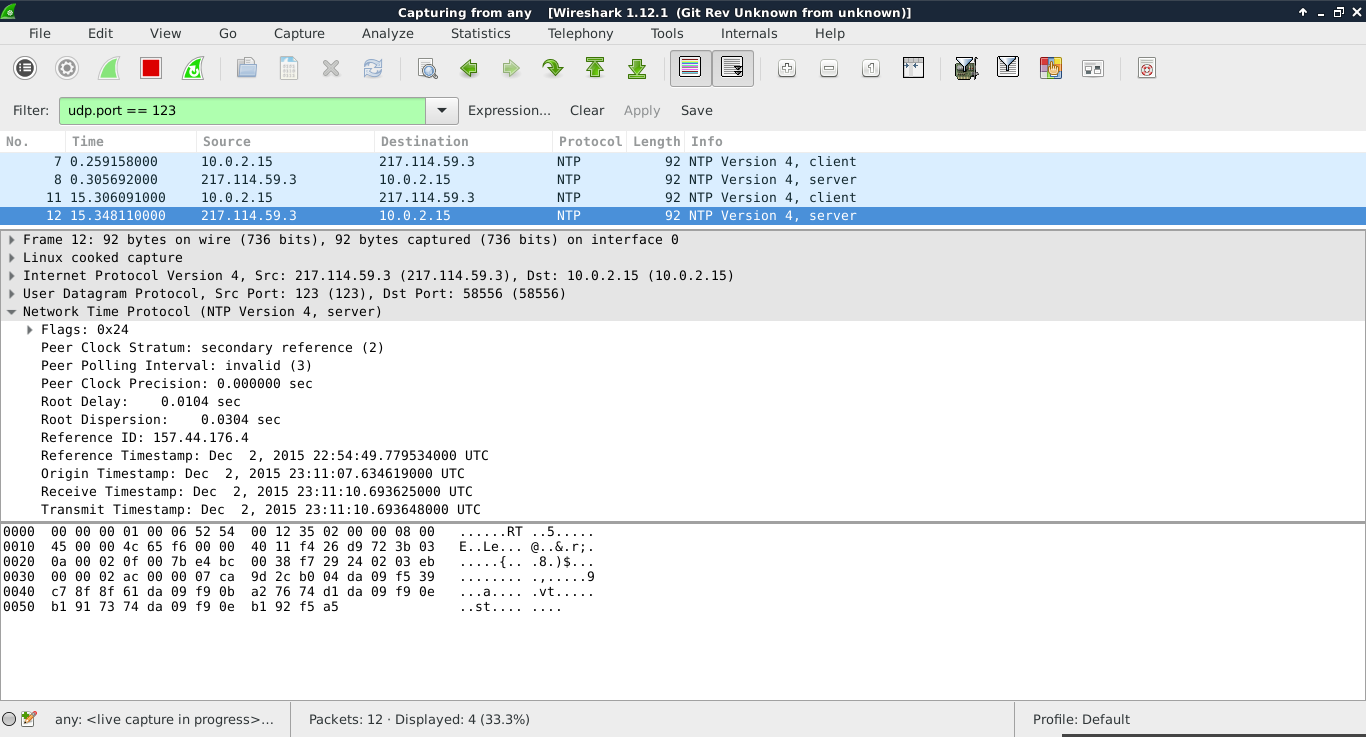 Capturing from any [Wireshark 1.12.1 (Git Rev Unknown from unknown)]
File Edit View Go Capture Analyze Statistics Telephony Tools Internals Help
Filter: udp.port == 123 Expression... Clear Apply Save
No. Time Source Destination Protocol Length Info
7 0.259158000 10.0.2.15 217.114.59.3 NTP 92 NTP Version 4, client
8 0.305692000 217.114.59.3 10.0.2.15 NTP 92 NTP Version 4, server
11 15.306091000 10.0.2.15 217.114.59.3 NTP 92 NTP Version 4, client
12 15.348110000 217.114.59.3 10.0.2.15 NTP 92 NTP Version 4, server
Frame 12: 92 bytes on wire (736 bits), 92 bytes captured (736 bits) on interface 0
Linux cooked capture
Internet Protocol Version 4, Src: 217.114.59.3 (217.114.59.3), Dst: 10.0.2.15 (10.0.2.15)
User Datagram Protocol, Src Port: 123 (123), Dst Port: 58556 (58556)
Network Time Protocol (NTP Version 4, server)
Flags: 0x24
Peer Clock Stratum: secondary reference (2)
Peer Polling Interval: invalid (3)
Peer Clock Precision: 0.000000 sec
Root Delay:    0.0104 sec
Root Dispersion:    0.0304 sec
Reference ID: 157.44.176.4
Reference Timestamp: Dec  2, 2015 22:54:49.779534000 UTC
Origin Timestamp: Dec  2, 2015 23:11:07.634619000 UTC
Receive Timestamp: Dec  2, 2015 23:11:10.693625000 UTC
Transmit Timestamp: Dec  2, 2015 23:11:10.693648000 UTC
0000  00 00 00 01 00 06 52 54  00 12 35 02 00 00 08 00   ......RT ..5.....
0010  45 00 00 4c 65 f6 00 00  40 11 f4 26 d9 72 3b 03   E..Le... @..&.r;.
0020  0a 00 02 0f 00 7b e4 bc  00 38 f7 29 24 02 03 eb   .....{.. .8.)$...
0030  00 00 02 ac 00 00 07 ca  9d 2c b0 04 da 09 f5 39   ........ .,.....9
0040  c7 8f 8f 61 da 09 f9 0b  a2 76 74 d1 da 09 f9 0e   ...a.... .vt.....
0050  b1 91 73 74 da 09 f9 0e  b1 92 f5 a5   ..st.... ....
any: <live capture in progress>... Packets: 12 · Displayed: 4 (33.3%) Profile: Default